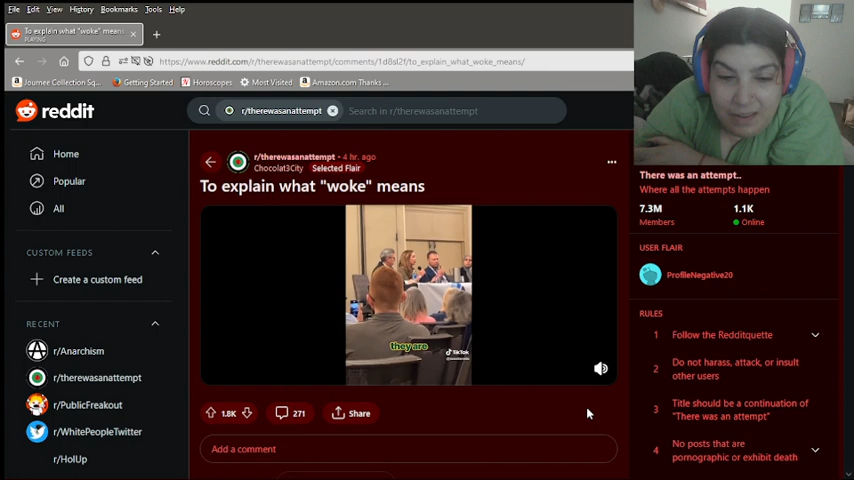 File Edit View History Bookmarks Tools Help
To explain what "woke" means
PLAYING
https://www.reddit.com/r/therewasanattempt/comments/1d8sl2f/to_explain_what_woke_means/
Journee Collection Sq... Getting Started Horoscopes Most Visited Amazon.com Thanks ...
reddit
r/therewasanattempt Search in r/therewasanattempt
Home
Popular
All
CUSTOM FEEDS
Create a custom feed
RECENT
r/Anarchism
r/therewasanattempt
r/PublicFreakout
r/WhitePeopleTwitter
r/HolUp
r/therewasanattempt • 4 hr. ago
Chocolat3City Selected Flair
To explain what "woke" means
they are
TikTok
1.8K 271 Share
Add a comment
There was an attempt..
Where all the attempts happen
7.3M 1.1K
Members Online
USER FLAIR
ProfileNegative20
RULES
1 Follow the Redditquette
2 Do not harass, attack, or insult
other users
3 Title should be a continuation of
"There was an attempt"
4 No posts that are
pornographic or exhibit death